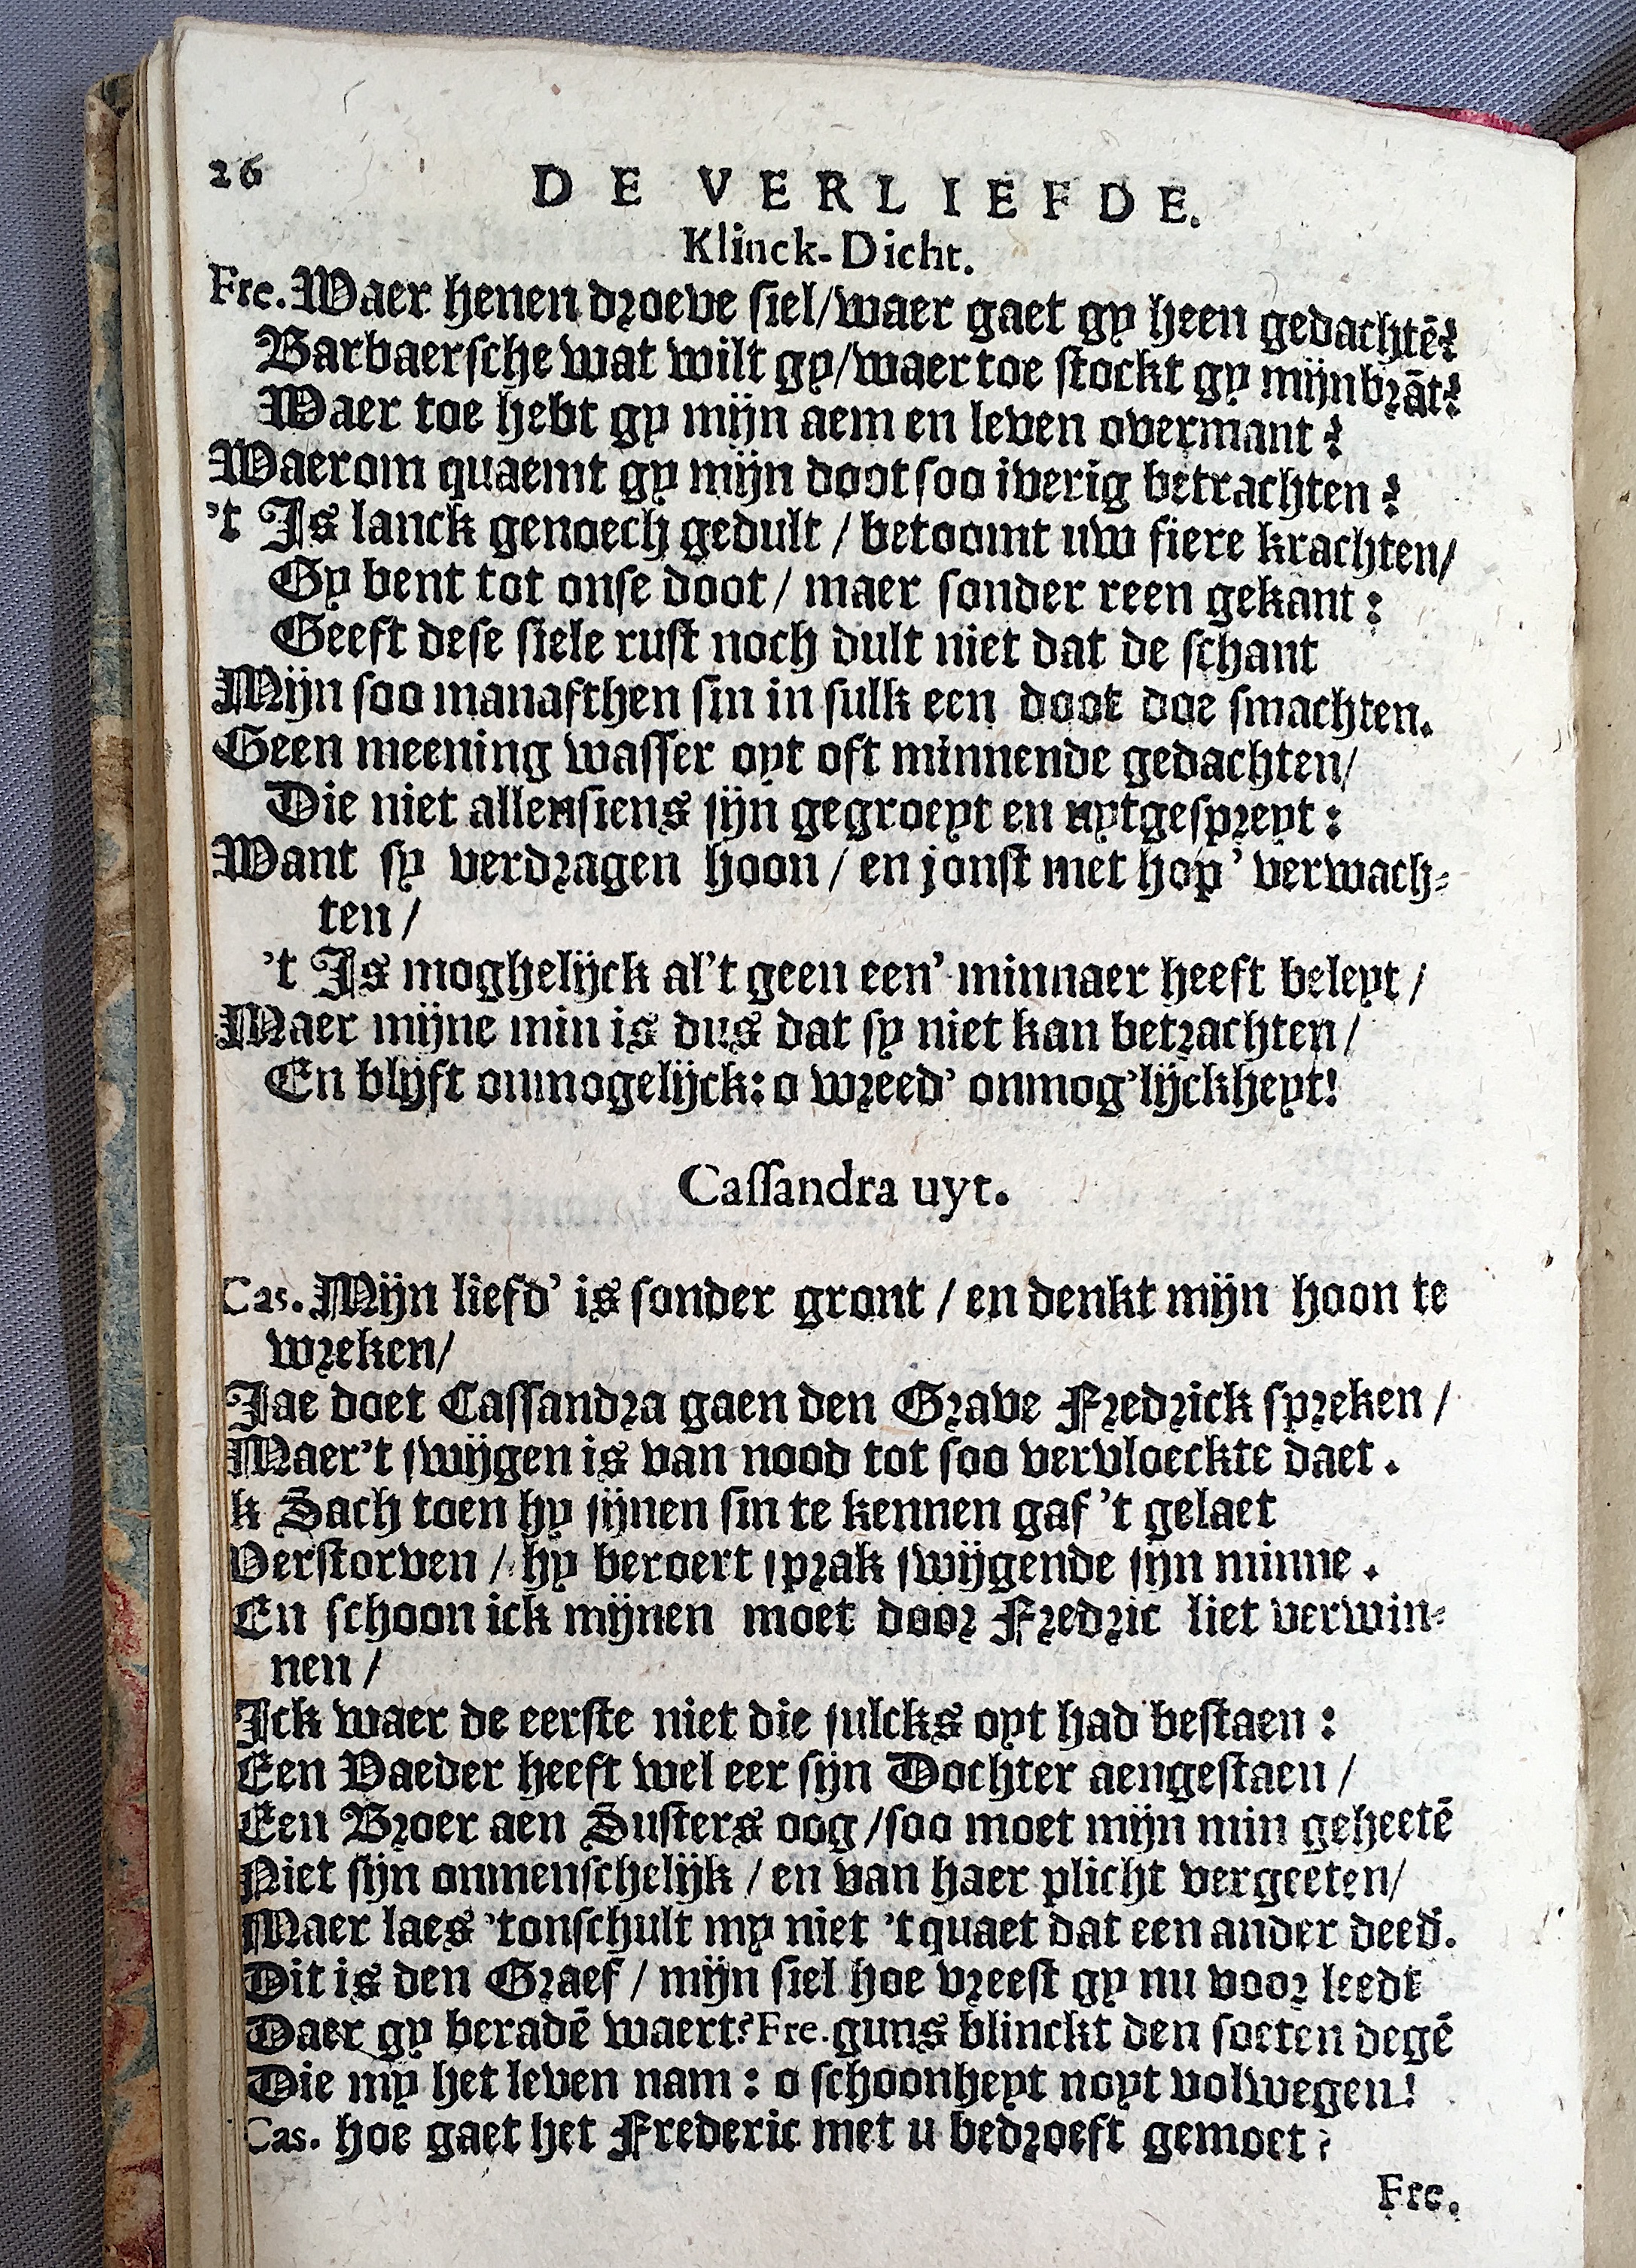 26
DE VERLIEFDE.
Klinck-Dicht.
Fre. Waer henen droeve siel/waer gaet gy heen gedachtē?
Barbaersche wat wilt gy/waer toe stockt gy mijn brāt?
Waer toe hebt gy mijn aem en leven overmant?
Waerom quaemt gy mijn doot soo iverig betrachten?
't Is lanck genoech gedult / betoomt uw fiere krachten/
Gy bent tot onse doot / maer sonder reen gekant:
Geeft dese siele rust noch dult niet dat de schant
Mijn soo manafthen sin in sulk een doot doe smachten.
Geen meening wasser oyt oft minnende gedachten/
Die niet allensiens sijn gegroeyt en uytgespreyt:
Want sy verdragen hoon / en jonst met hop' verwach-
ten /
't Is moghelijck al't geen een' minnaer heeft beleyt /
Maer mijne min is dus dat sy niet kan betrachten /
En blijft onmogelijck: o wreed' onmog'lijckheyt!
Cassandra uyt.
Cas. Mijn liefd' is sonder gront / en denkt mijn hoon te
wreken/
Jae doet Cassandra gaen den Grave Fredrick spreken /
Maer't swijgen is van nood tot soo vervloeckte daet.
k Sach toen hy sijnen sin te kennen gaf 't gelaet
Verstorven / hy beroert sprak swijgende sijn minne.
En schoon ick mijnen moet door Fredric liet verwin-
nen /
Ick waer de eerste niet die sulcks oyt had bestaen:
Een Vaeder heeft wel eer sijn Dochter aengestaen /
Een Broer aen Susters oog /soo moet mijn min geheetē
Niet sijn onmenschelijk / en van haer plicht vergeeten/
Maer laes 'tonschult my niet 't quaet dat een ander deed.
Dit is den Graef / mijn siel hoe vreest gy nu voor leedt
Daer gy beradē waert? Fre. guns blinckt den soeten degē
Die my het leven nam: o schoonheyt noyt volwegen!
Cas. hoe gaet het Frederic met u bedroeft gemoet?
Fre.